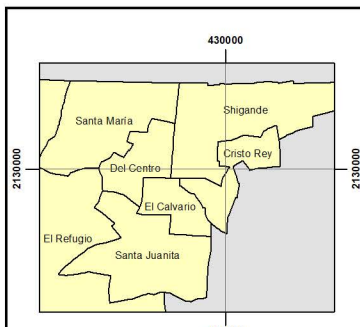 430000
Shigande
Santa María
Cristo Rey
2130000
2130000
Del Centro
El Calvario
El Refugio
Santa Juanita